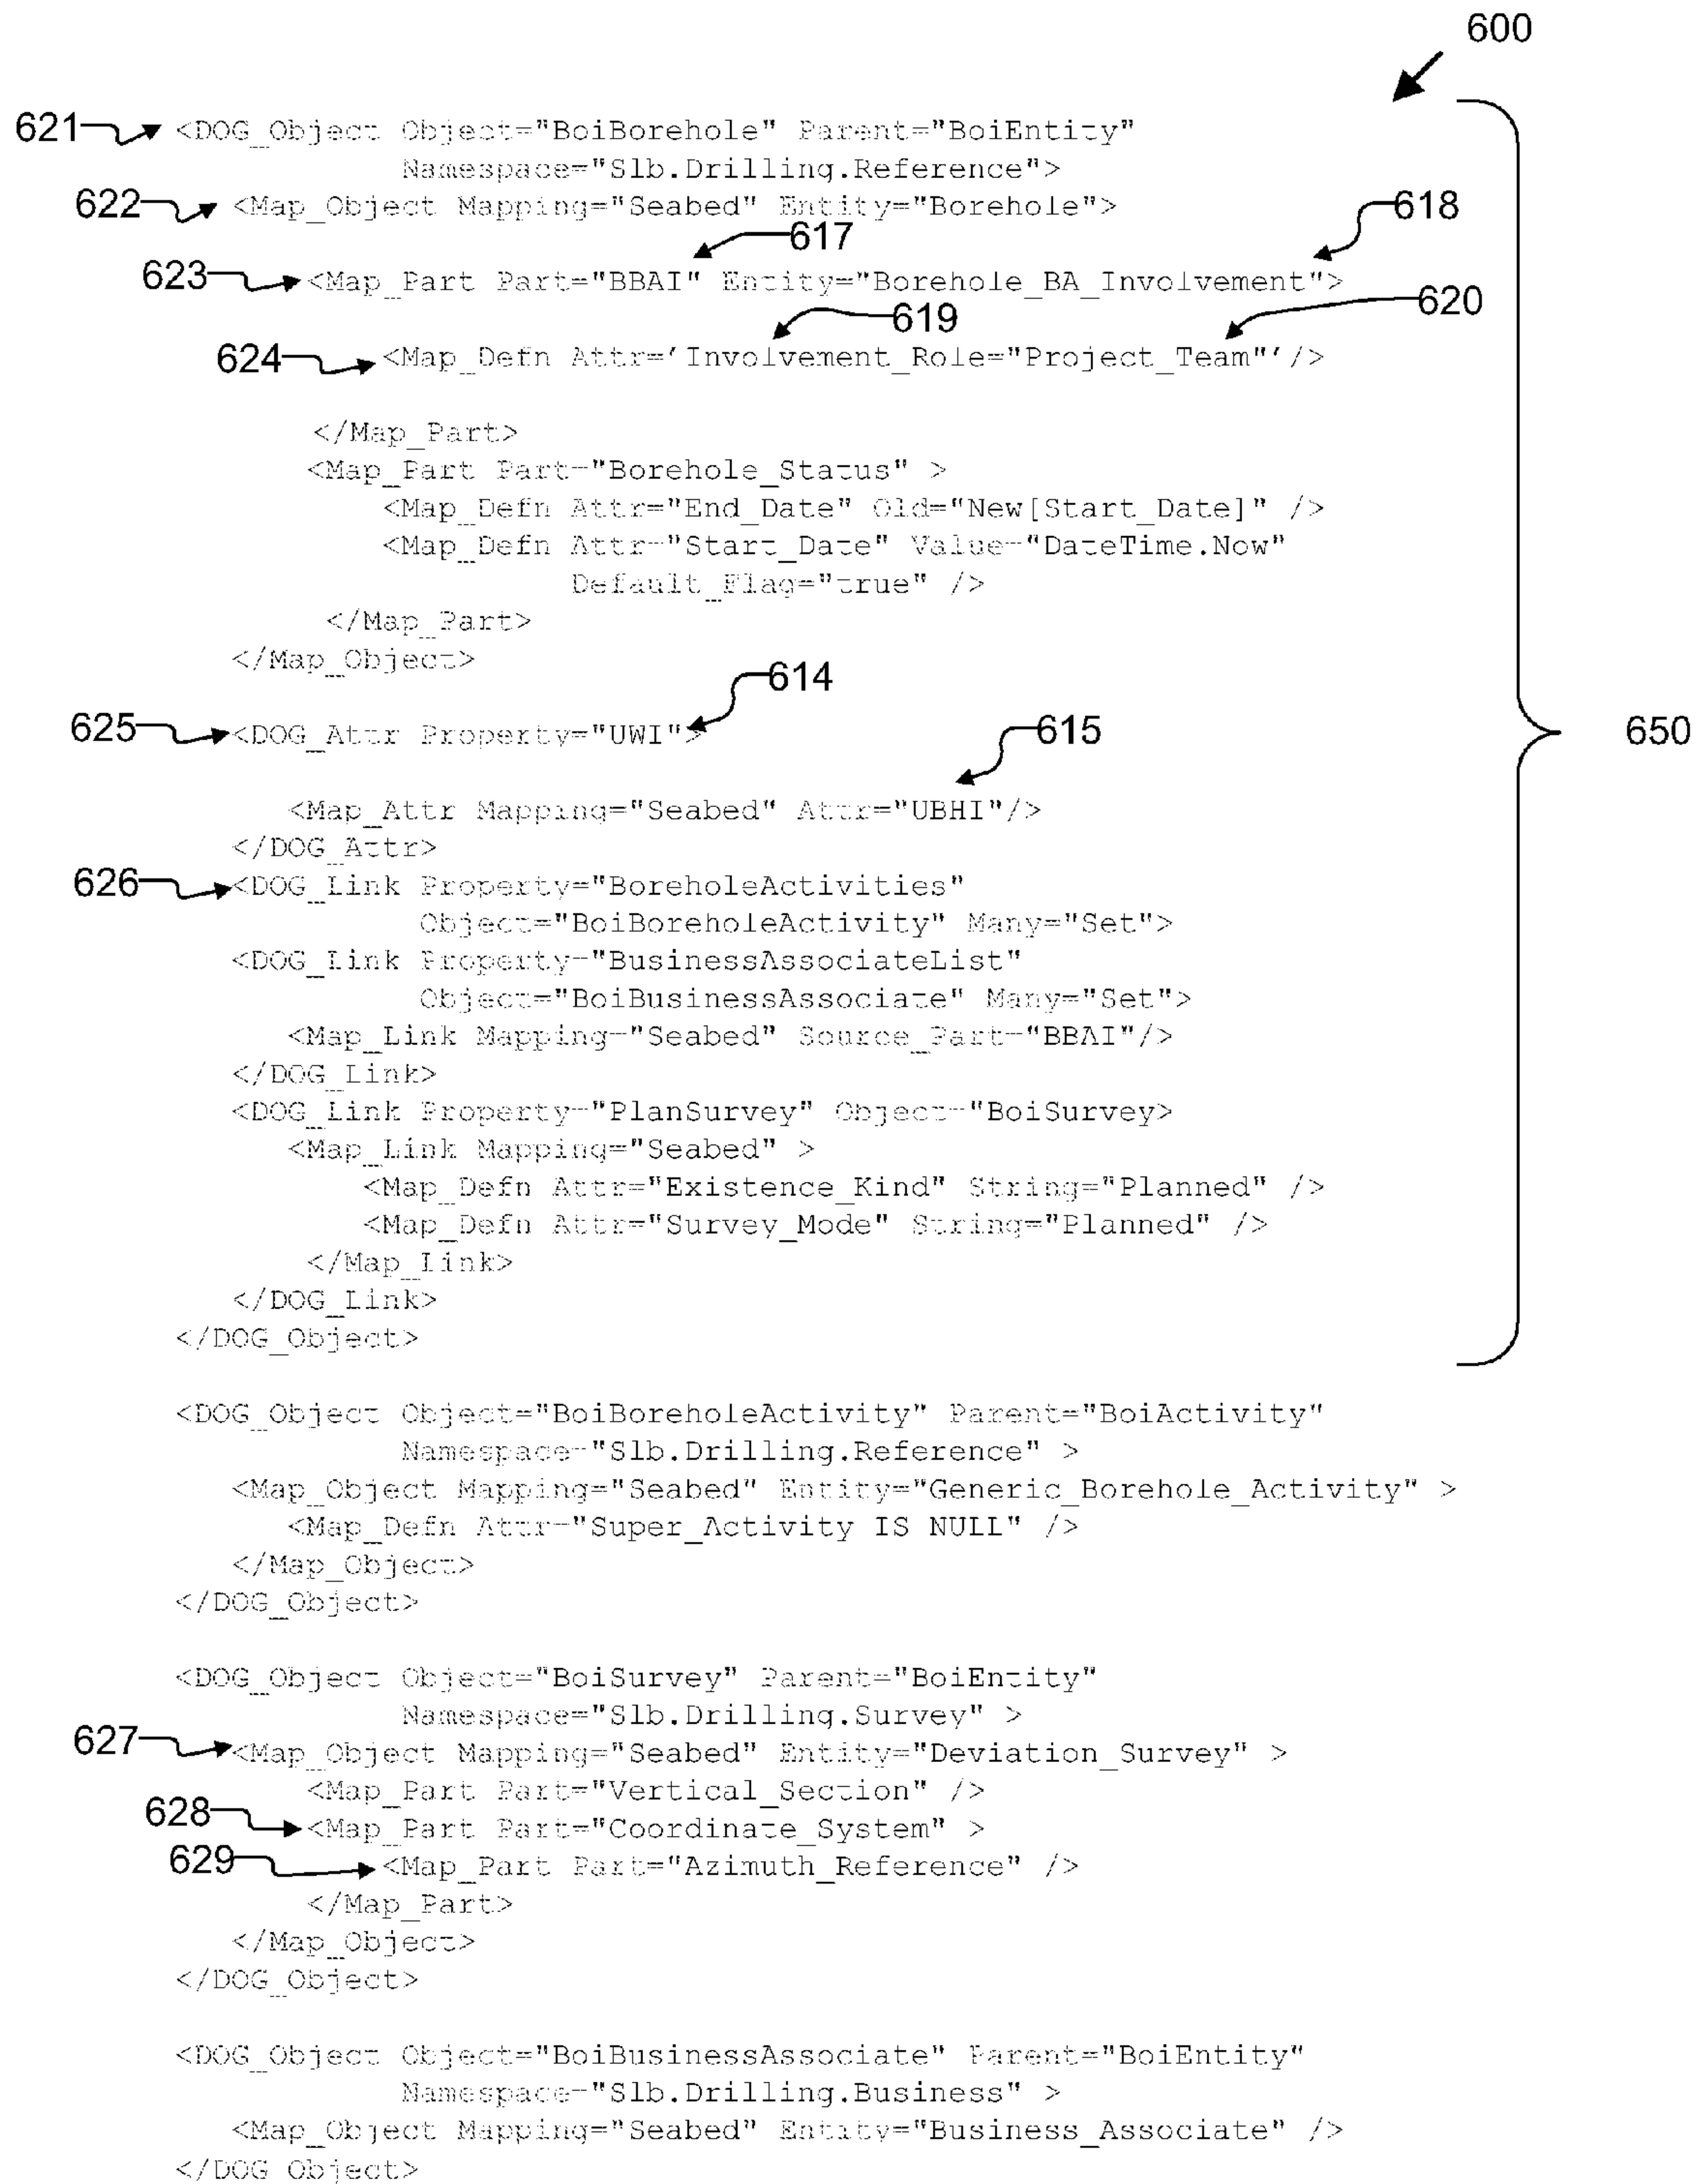 600
621 <DOG_Object Object="BoiBorehole" Parent="BoiEntity"
Namespace="Slb.Drilling.Reference">
622 <Map_Object Mapping="Seabed" Entity="Borehole">
617 618
623 <Map_Part Part="BBAI" Entity="Borehole_BA_Involvement">
619 620
624 <Map_Defn Attr='Involvement_Role="Project_Team"'/>
</Map_Part>
<Map_Part Part="Borehole_Status" >
<Map_Defn Attr="End_Date" Old="New[Start_Date]" />
<Map_Defn Attr="Start_Date" Value="DateTime.Now"
Default_Flag="true" />
</Map_Part>
</Map_Object>
614
625 <DOG_Attr Property="UWI">
615
650
<Map_Attr Mapping="Seabed" Attr="UBHI"/>
</DOG_Attr>
626 <DOG_Link Property="BoreholeActivities"
Object="BoiBoreholeActivity" Many="Set">
<DOG_Link Property="BusinessAssociateList"
Object="BoiBusinessAssociate" Many="Set">
<Map_Link Mapping="Seabed" Source_Part="BBAI"/>
</DOG_Link>
<DOG_Link Property="PlanSurvey" Object="BoiSurvey>
<Map_Link Mapping="Seabed" >
<Map_Defn Attr="Existence_Kind" String="Planned" />
<Map_Defn Attr="Survey_Mode" String="Planned" />
</Map_Link>
</DOG_Link>
</DOG_Object>
<DOG_Object Object="BoiBoreholeActivity" Parent="BoiActivity"
Namespace="Slb.Drilling.Reference" >
<Map_Object Mapping="Seabed" Entity="Generic_Borehole_Activity" >
<Map_Defn Attr="Super_Activity IS NULL" />
</Map_Object>
</DOG_Object>
<DOG_Object Object="BoiSurvey" Parent="BoiEntity"
Namespace="Slb.Drilling.Survey" >
627 <Map_Object Mapping="Seabed" Entity="Deviation_Survey" >
<Map_Part Part="Vertical_Section" />
628 <Map_Part Part="Coordinate_System" >
629 <Map_Part Part="Azimuth_Reference" />
</Map_Part>
</Map_Object>
</DOG_Object>
<DOG_Object Object="BoiBusinessAssociate" Parent="BoiEntity"
Namespace="Slb.Drilling.Business" >
<Map_Object Mapping="Seabed" Entity="Business_Associate" />
</DOG_Object>